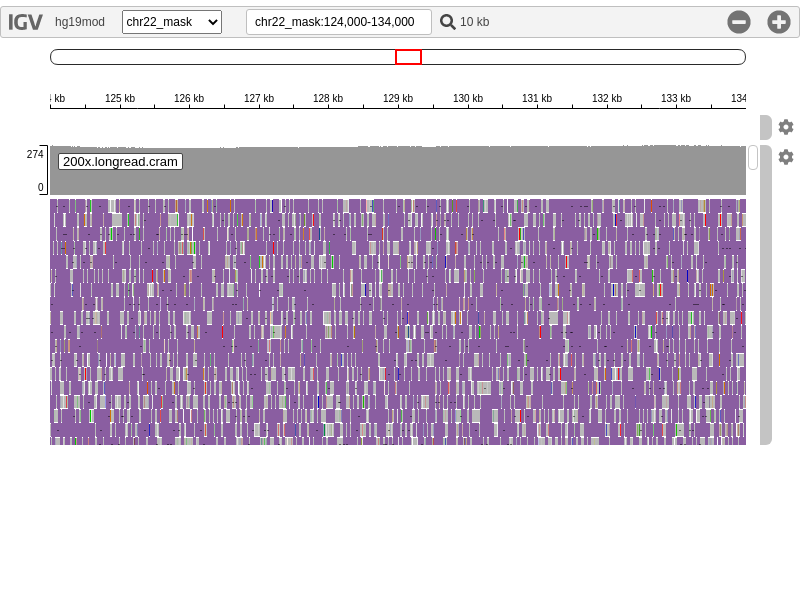 IGV hg19mod chr22_mask chr22_mask:124,000-134,000 10 kb
kb 125 kb 126 kb 127 kb 128 kb 129 kb 130 kb 131 kb 132 kb 133 kb 134
274
200x.longread.cram
0